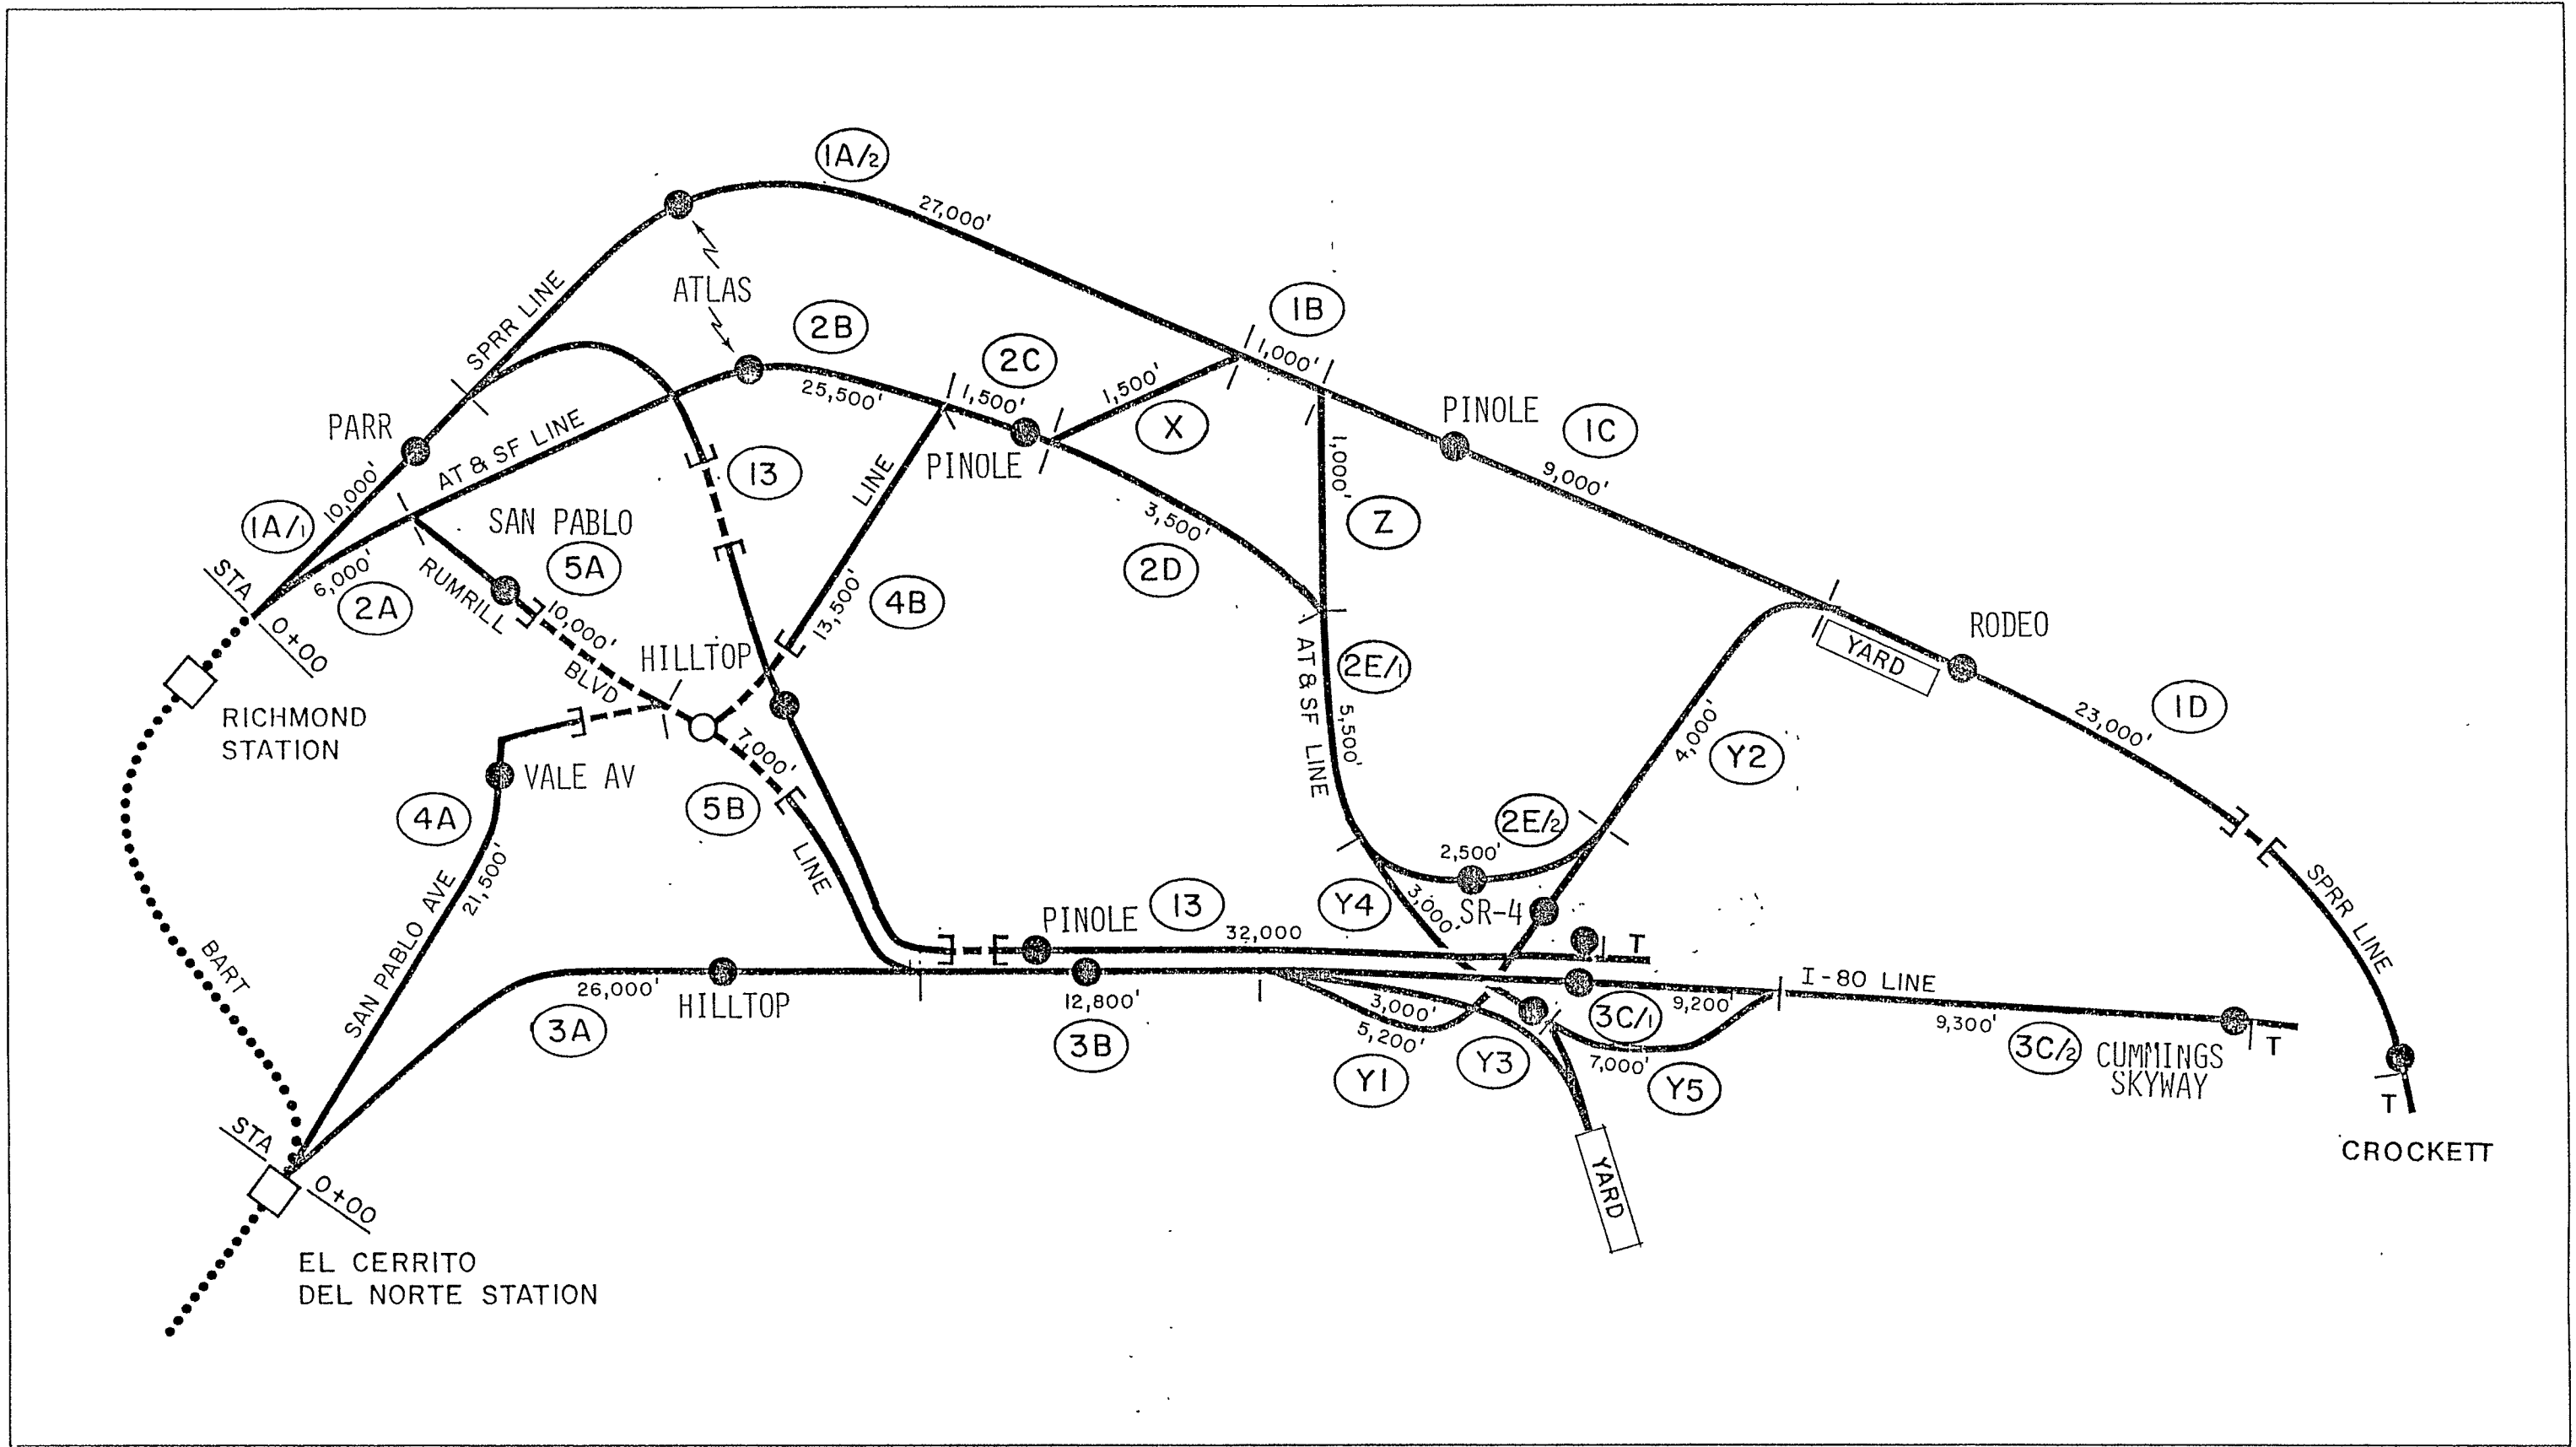 1A/2
27,000'
SPRR LINE
ATLAS
1B
1,000'
2B
2C
25,500'
1,500'
1,500'
X
PINOLE
1C
9,000'
PARR
AT & SF LINE
10,000'
1A/1
13
LINE
PINOLE
1,000'
Z
3,500'
2D
SAN PABLO
5A
STA
6,000'
2A
RUMRILL
10,000'
BLVD
0+00
4B
13,500'
HILLTOP
YARD
RODEO
1D
23,000'
2E/1
AT & SF LINE
5,500'
RICHMOND
STATION
4,000'
Y2
VALE AV
7,000'
5B
4A
2E/2
2,500'
LINE
21,500'
SAN PABLO AVE
Y4
3,000'
SR-4
SPRR LINE
PINOLE
13
32,000
T
BART
26,000'
HILLTOP
3A
12,800'
3B
3,000'
5,200'
3C/1
9,200'
I-80 LINE
9,300'
3C/2
CUMMINGS
SKYWAY
T
Y1
Y3
7,000'
Y5
T
CROCKETT
STA
0+00
YARD
EL CERRITO
DEL NORTE STATION